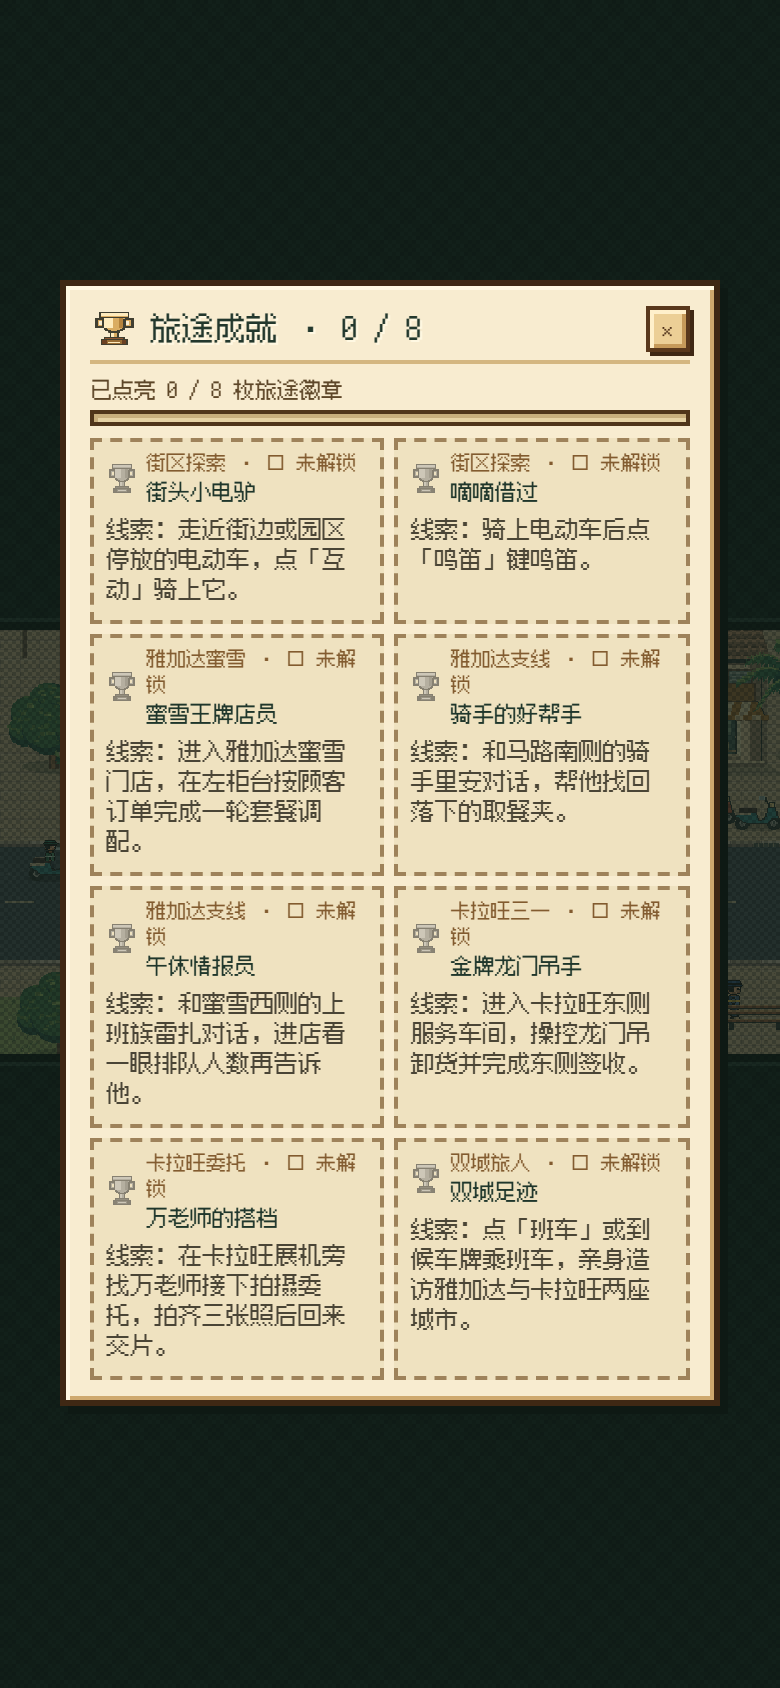 旅途成就 · 0 / 8
×
已点亮 0 / 8 枚旅途徽章
街区探索 · □ 未解锁
街头小电驴
线索: 走近街边或园区
停放的电动车，点「互
动」骑上它。
街区探索 · □ 未解锁
嘀嘀借过
线索: 骑上电动车后点
「鸣笛」键鸣笛。
雅加达蜜雪 · □ 未解
锁
蜜雪王牌店员
线索: 进入雅加达蜜雪
门店，在左柜台按顾客
订单完成一轮套餐调
配。
雅加达支线 · □ 未解
锁
骑手的好帮手
线索: 和马路南侧的骑
手里安对话，帮他找回
落下的取餐夹。
雅加达支线 · □ 未解
锁
午休情报员
线索: 和蜜雪西侧的上
班族雷扎对话，进店看
一眼排队人数再告诉
他。
卡拉旺三一 · □ 未解
锁
金牌龙门吊手
线索: 进入卡拉旺东侧
服务车间，操控龙门吊
卸货并完成东侧签收。
卡拉旺委托 · □ 未解
锁
万老师的搭档
线索: 在卡拉旺展机旁
找万老师接下拍摄委
托，拍齐三张照后回来
交片。
双城旅人 · □ 未解锁
双城足迹
线索: 点「班车」或到
候车牌乘班车，亲身造
访雅加达与卡拉旺两座
城市。